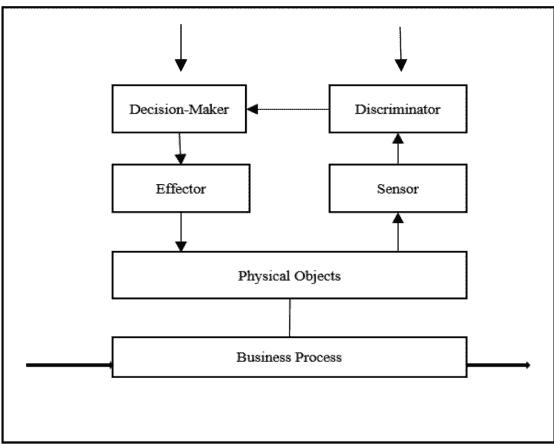 Decision-Maker
Discriminator
Effector
Sensor
Physical Objects
Business Process